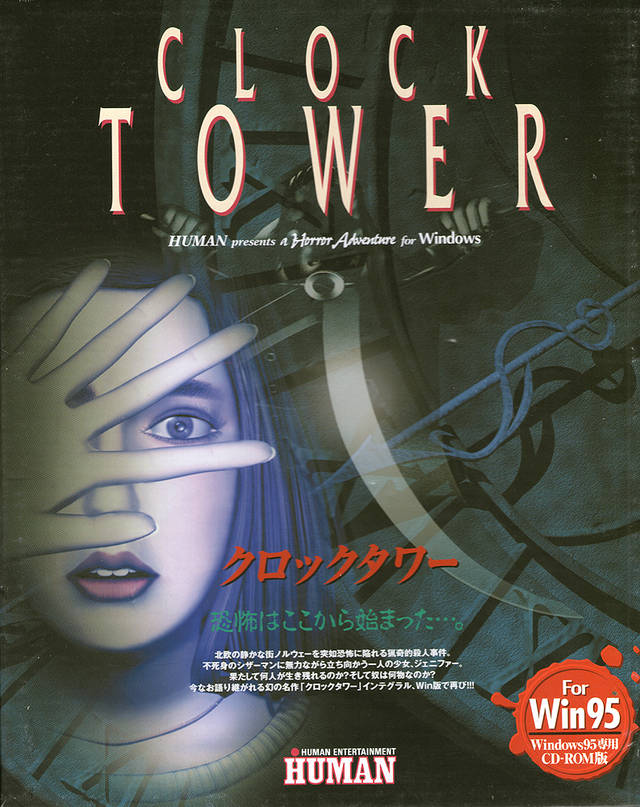 CLOCK
TOWER
HUMAN presents a Horror Adventure for Windows
クロックタワー
恐怖はここから始まった…。
北欧の静かな街ノルウェーを突如恐怖に陥れる猟奇的殺人事件。
不死身のシザーマンに無力ながら立ち向かう一人の少女、ジェニファー。
果たして何人が生き残れるのか?そして奴は何物なのか?
今なお語り継がれる幻の名作「クロックタワー」インテグラル、Win版で再び!!!
For
Win95
Windows95専用
CD-ROM版
HUMAN ENTERTAINMENT
HUMAN